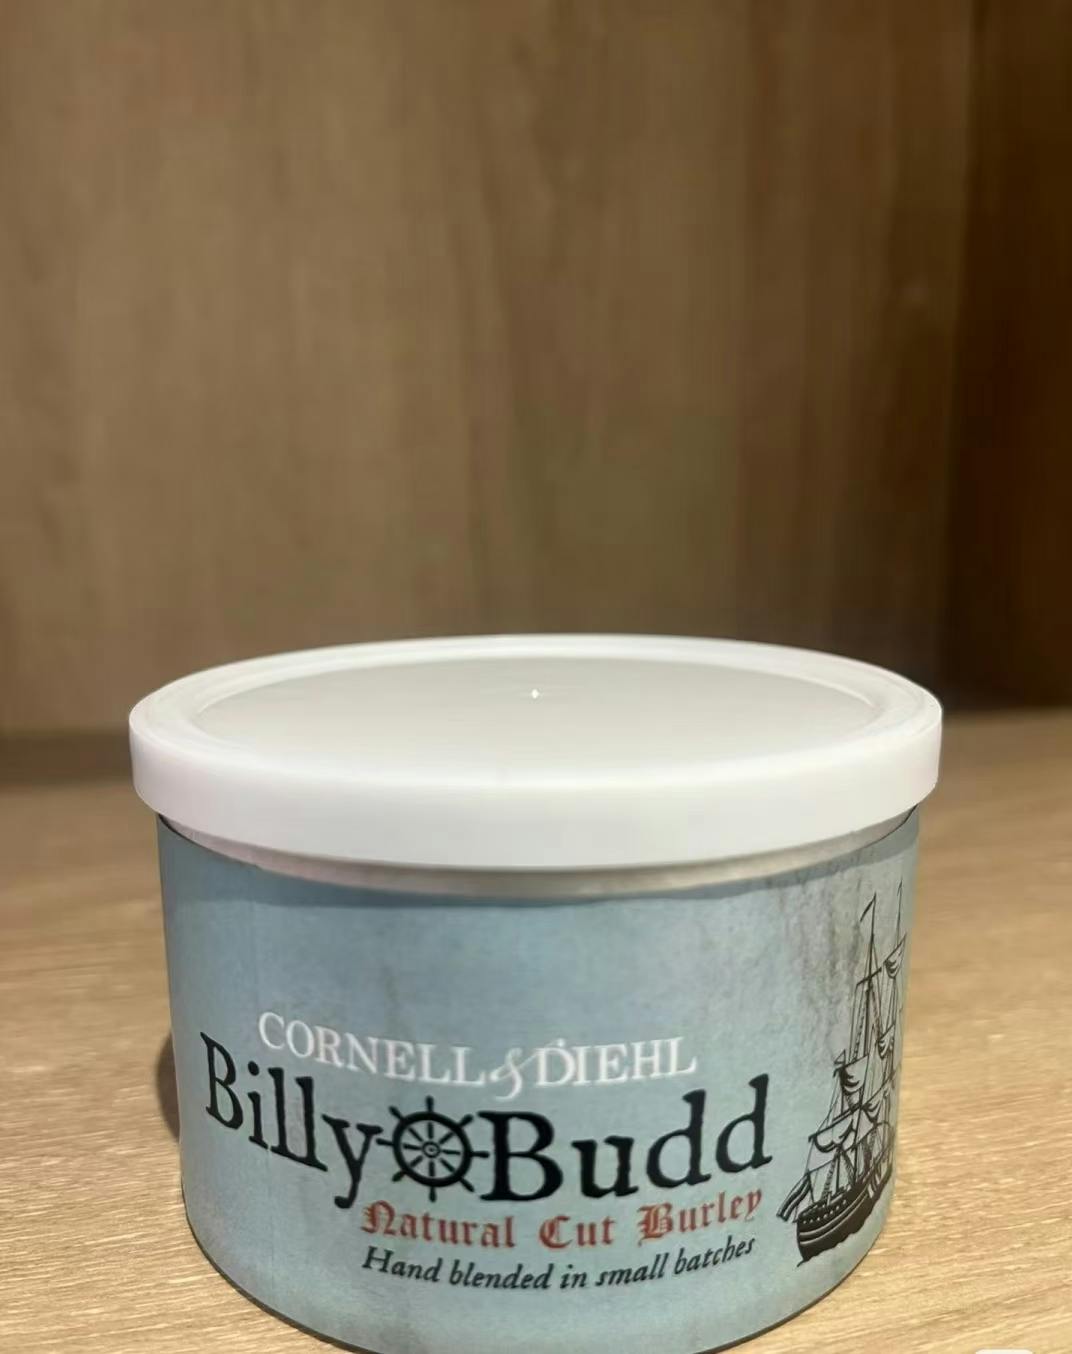 CORNELL & DIEHL
Billy Budd
Natural Cut Burley
Hand blended in small batches